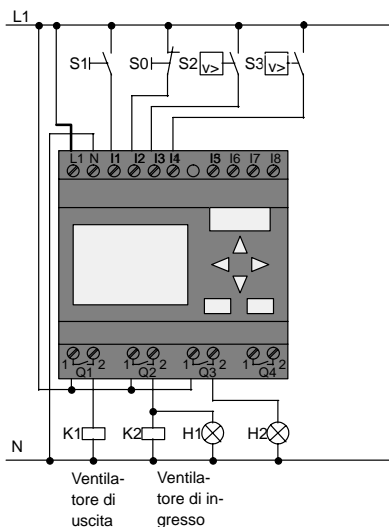 L1
S1 S0 S2 v> S3 v>
L1 N I1 I2 I3 I4 I5 I6 I7 I8
1 2 1 2 1 2 1 2
Q1 Q2 Q3 Q4
K1 K2 H1 H2
N
Ventila-
tore di
uscita
Ventila-
tore di in-
gresso